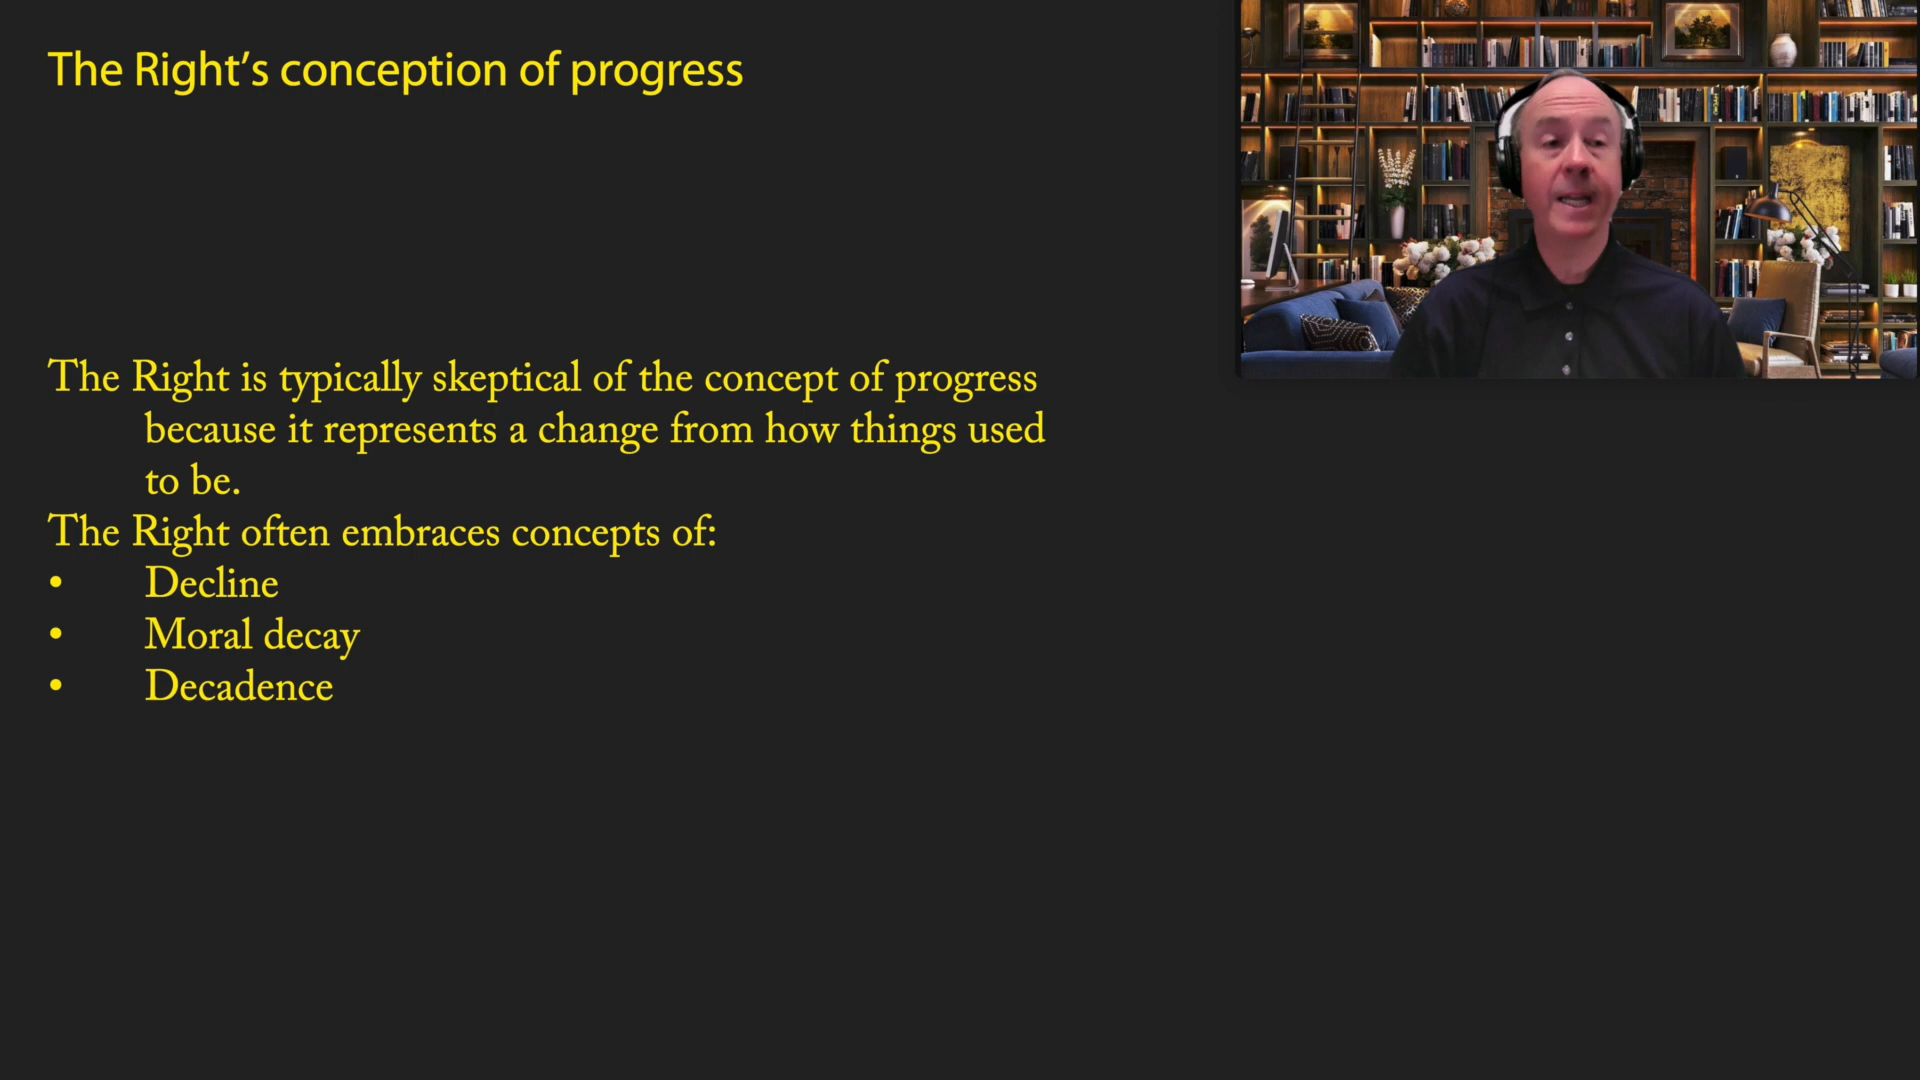 The Right’s conception of progress
The Right is typically skeptical of the concept of progress
because it represents a change from how things used
to be.
The Right often embraces concepts of:
• Decline
• Moral decay
• Decadence